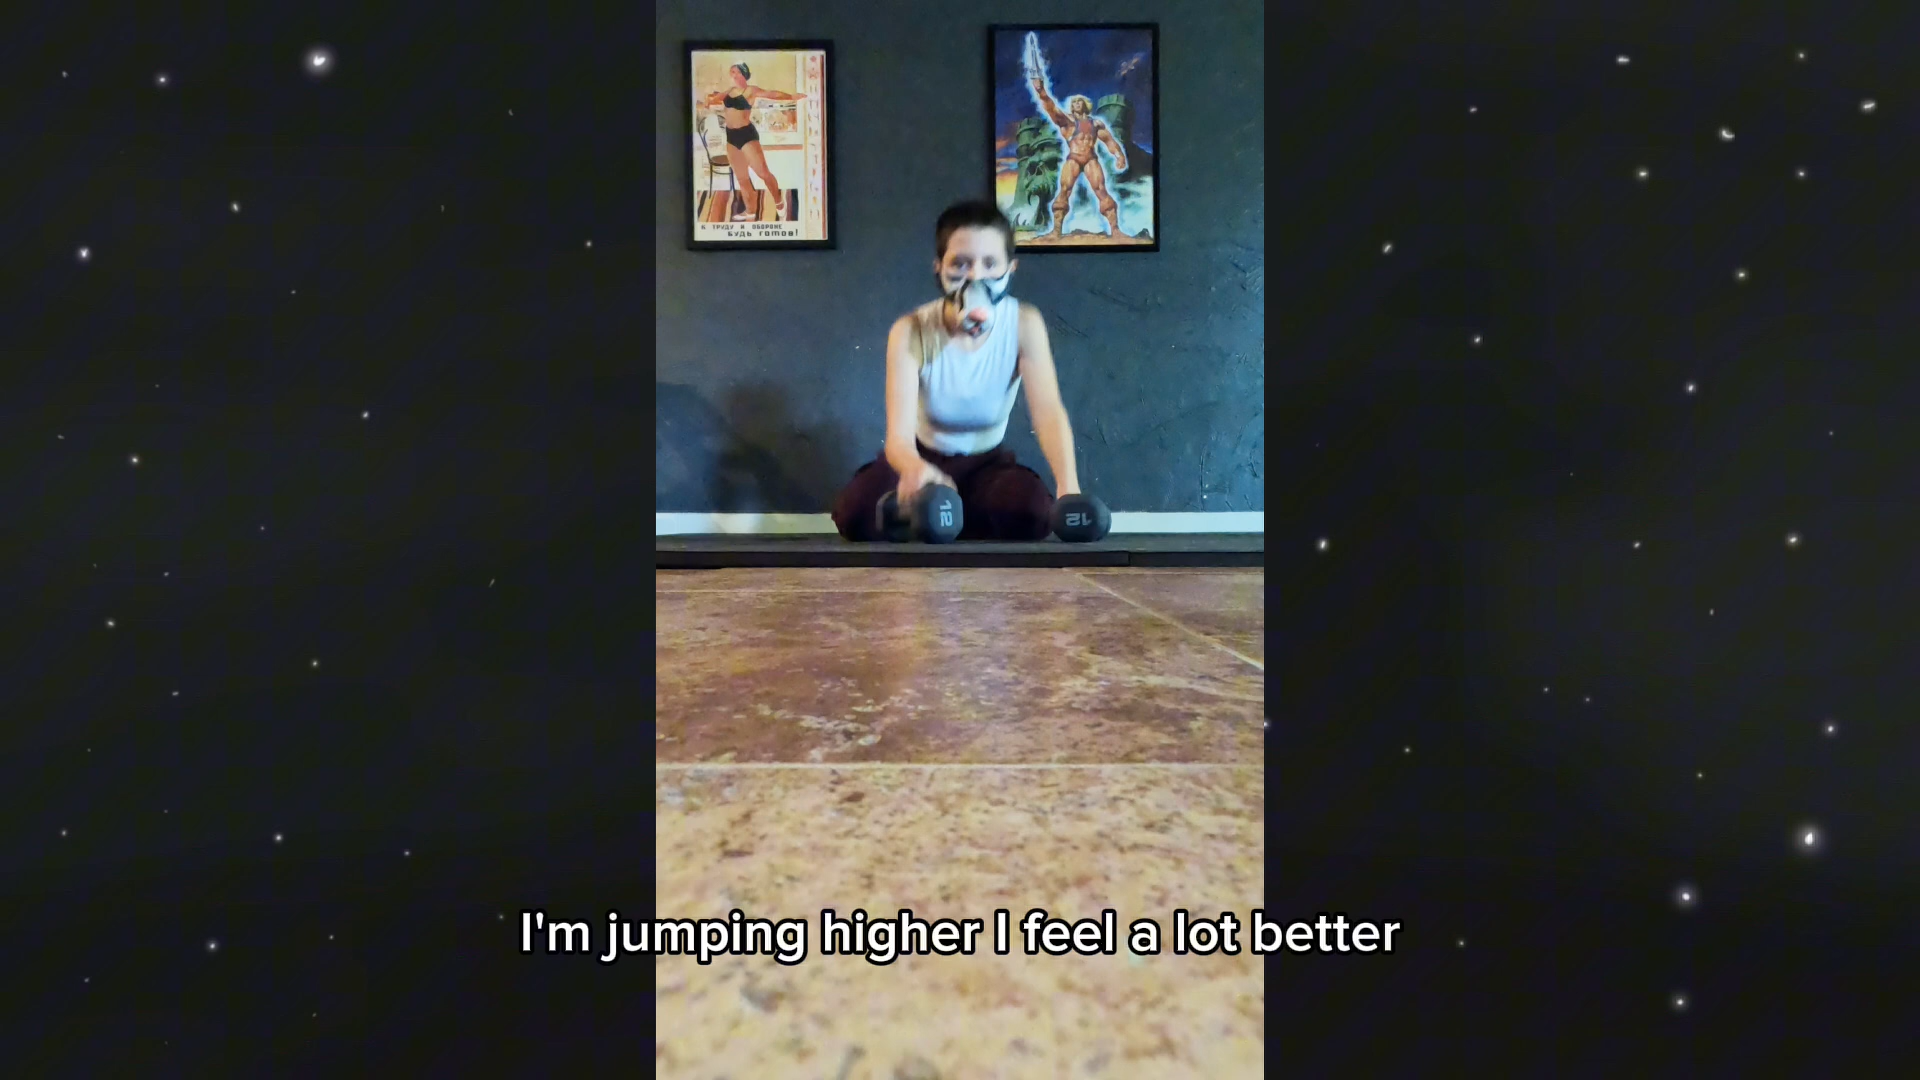 К ТРУДУ И ОБОРОНЕ
БУДЬ ГОТОВ!
12
12
I'm jumping higher I feel a lot better